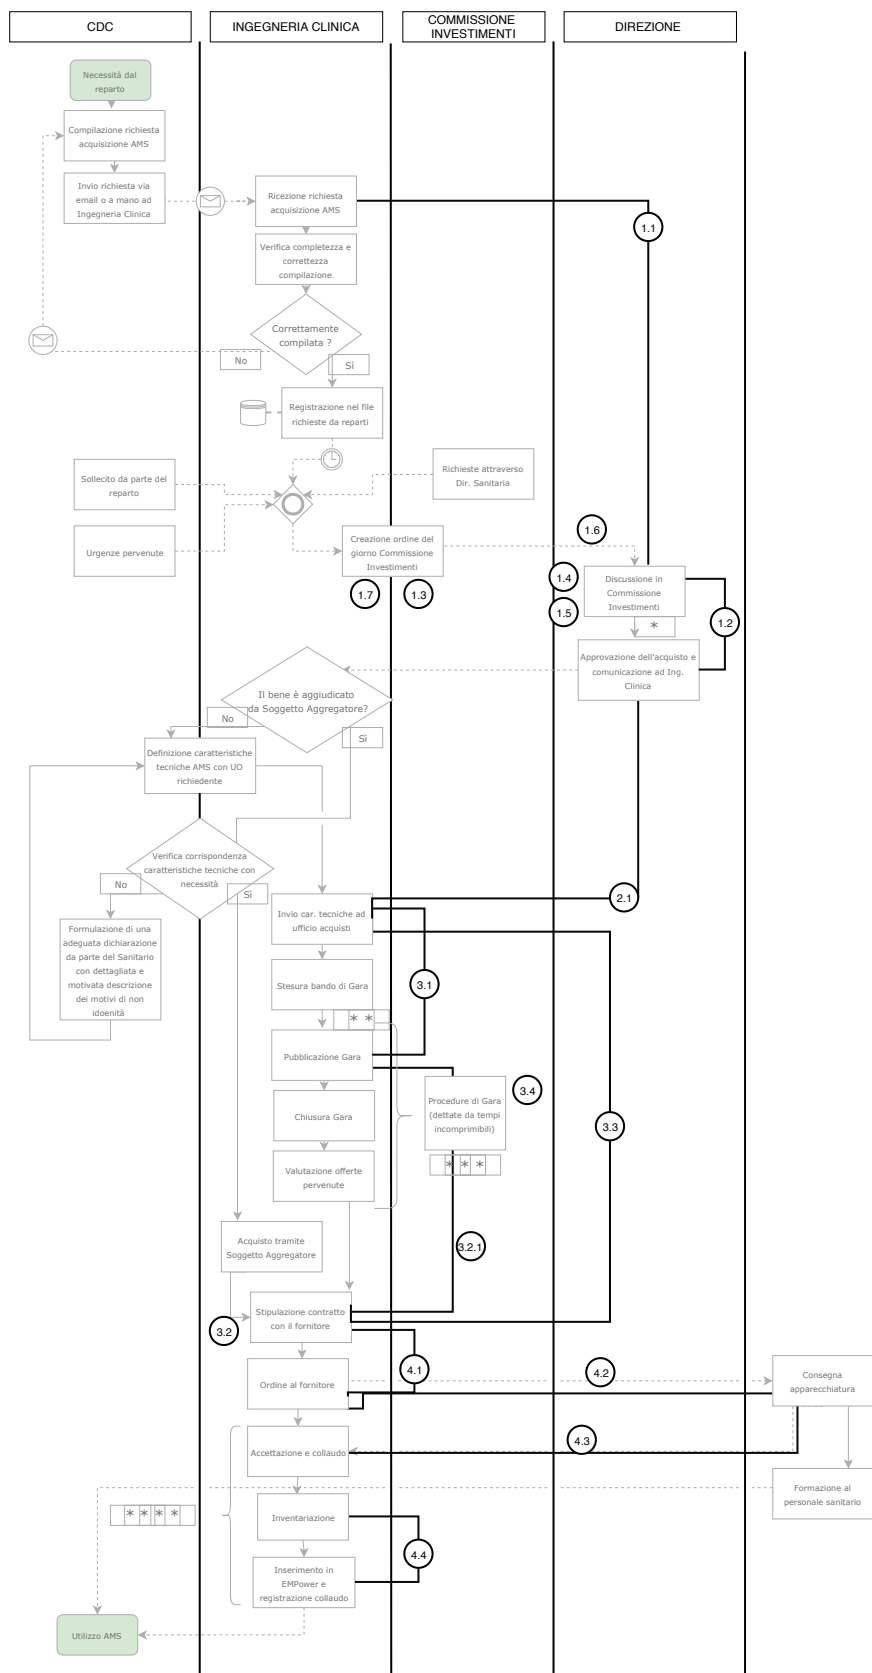 CDC
INGEGNERIA CLINICA
COMMISSIONE
INVESTIMENTI
DIREZIONE
Necessità dal
reparto
Compilazione richiesta
acquisizione AMS
Invio richiesta via
email o a mano ad
Ingegneria Clinica
Ricezione richiesta
acquisizione AMS
1.1
Verifica completezza e
correttezza
compilazione
Correttamente
compilata ?
No
Sì
Registrazione nel file
richieste da reparti
Sollecito da parte del
reparto
Richieste attraverso
Dir. Sanitaria
Urgenze pervenute
Creazione ordine del
giorno Commissione
Investimenti
1.6
1.7
1.3
1.4
1.5
Discussione in
Commissione
Investimenti
1.2
*
Approvazione dell'acquisto e
comunicazione ad Ing.
Clinica
Il bene è aggiudicato
da Soggetto Aggregatore?
No
Sì
Definizione caratteristiche
tecniche AMS con UO
richiedente
Verifica corrispondenza
caratteristiche tecniche con
necessità
No
Sì
2.1
Invio car. tecniche ad
ufficio acquisti
Formulazione di una
adeguata dichiarazione
da parte del Sanitario
con dettagliata e
motivata descrizione
dei motivi di non
idoenità
Stesura bando di Gara
3.1
* *
Pubblicazione Gara
3.4
Chiusura Gara
Procedure di Gara
(dettate da tempi
incomprimibili)
3.3
* * *
Valutazione offerte
pervenute
Acquisto tramite
Soggetto Aggregatore
3.2.1
Stipulazione contratto
con il fornitore
3.2
4.1
4.2
Consegna
apparecchiatura
Ordine al fornitore
4.3
Accettazione e collaudo
Formazione al
personale sanitario
* * * *
Inventariazione
4.4
Inserimento in
EMPower e
registrazione collaudo
Utilizzo AMS